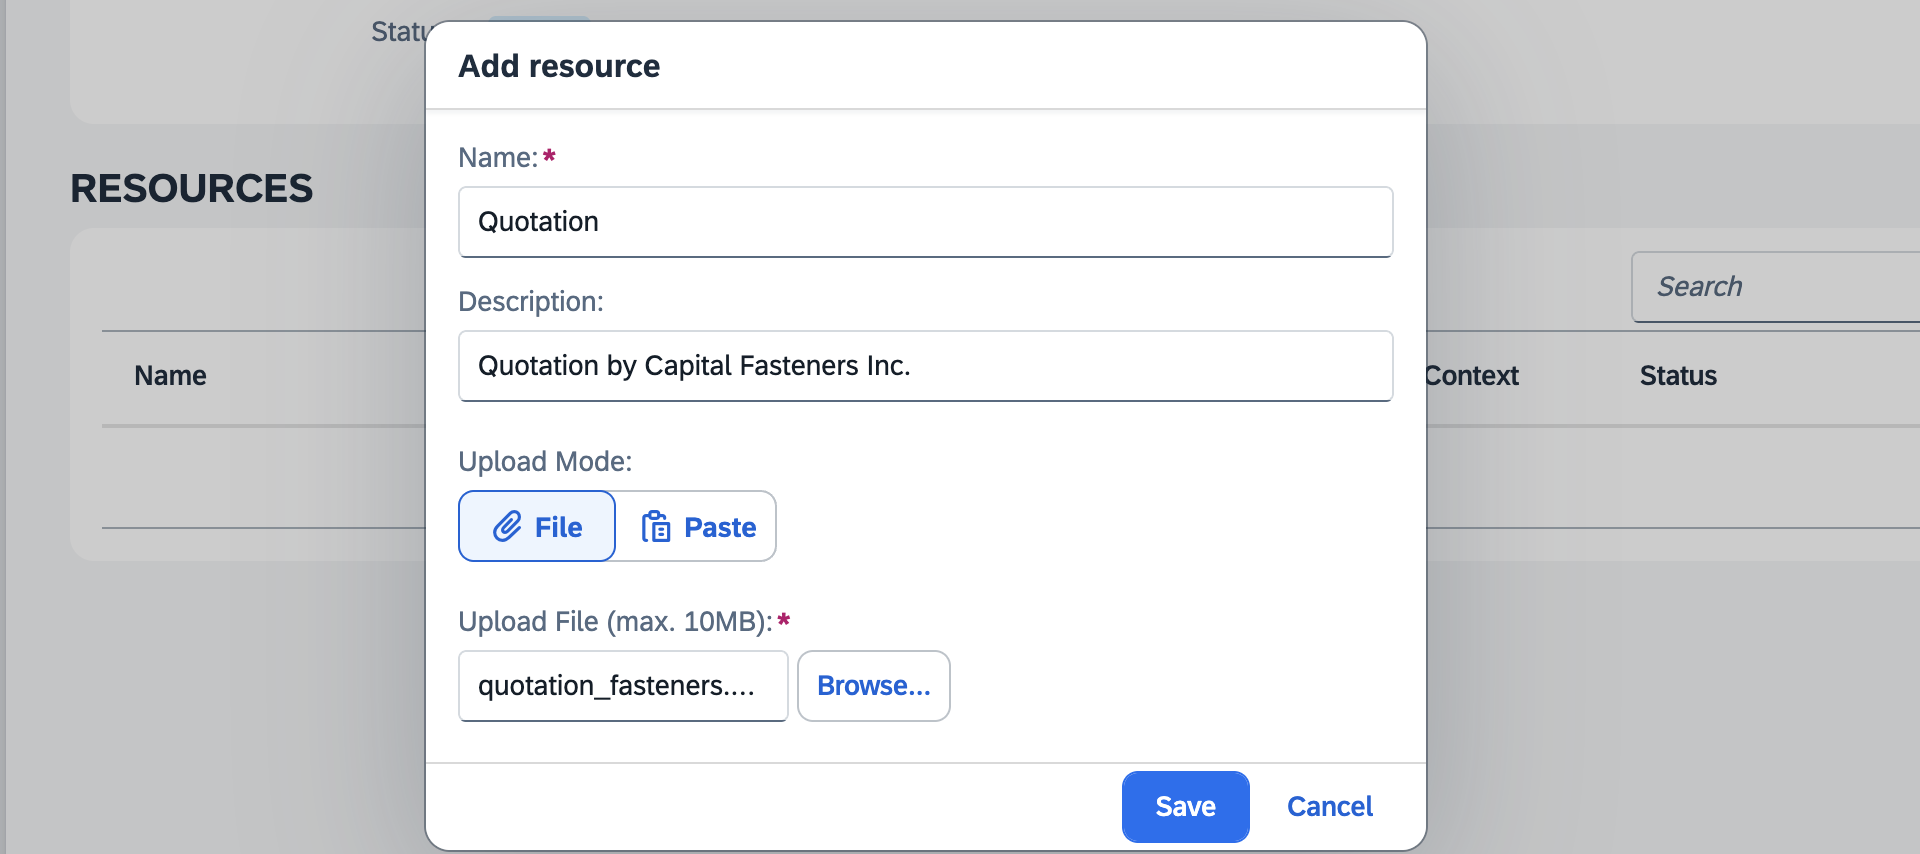 Add resource
Name:*
Quotation
Description:
Quotation by Capital Fasteners Inc.
Upload Mode:
File
Paste
Upload File (max. 10MB):*
quotation_fasteners....
Browse...
Save
Cancel
RESOURCES
Search
Name
Context
Status